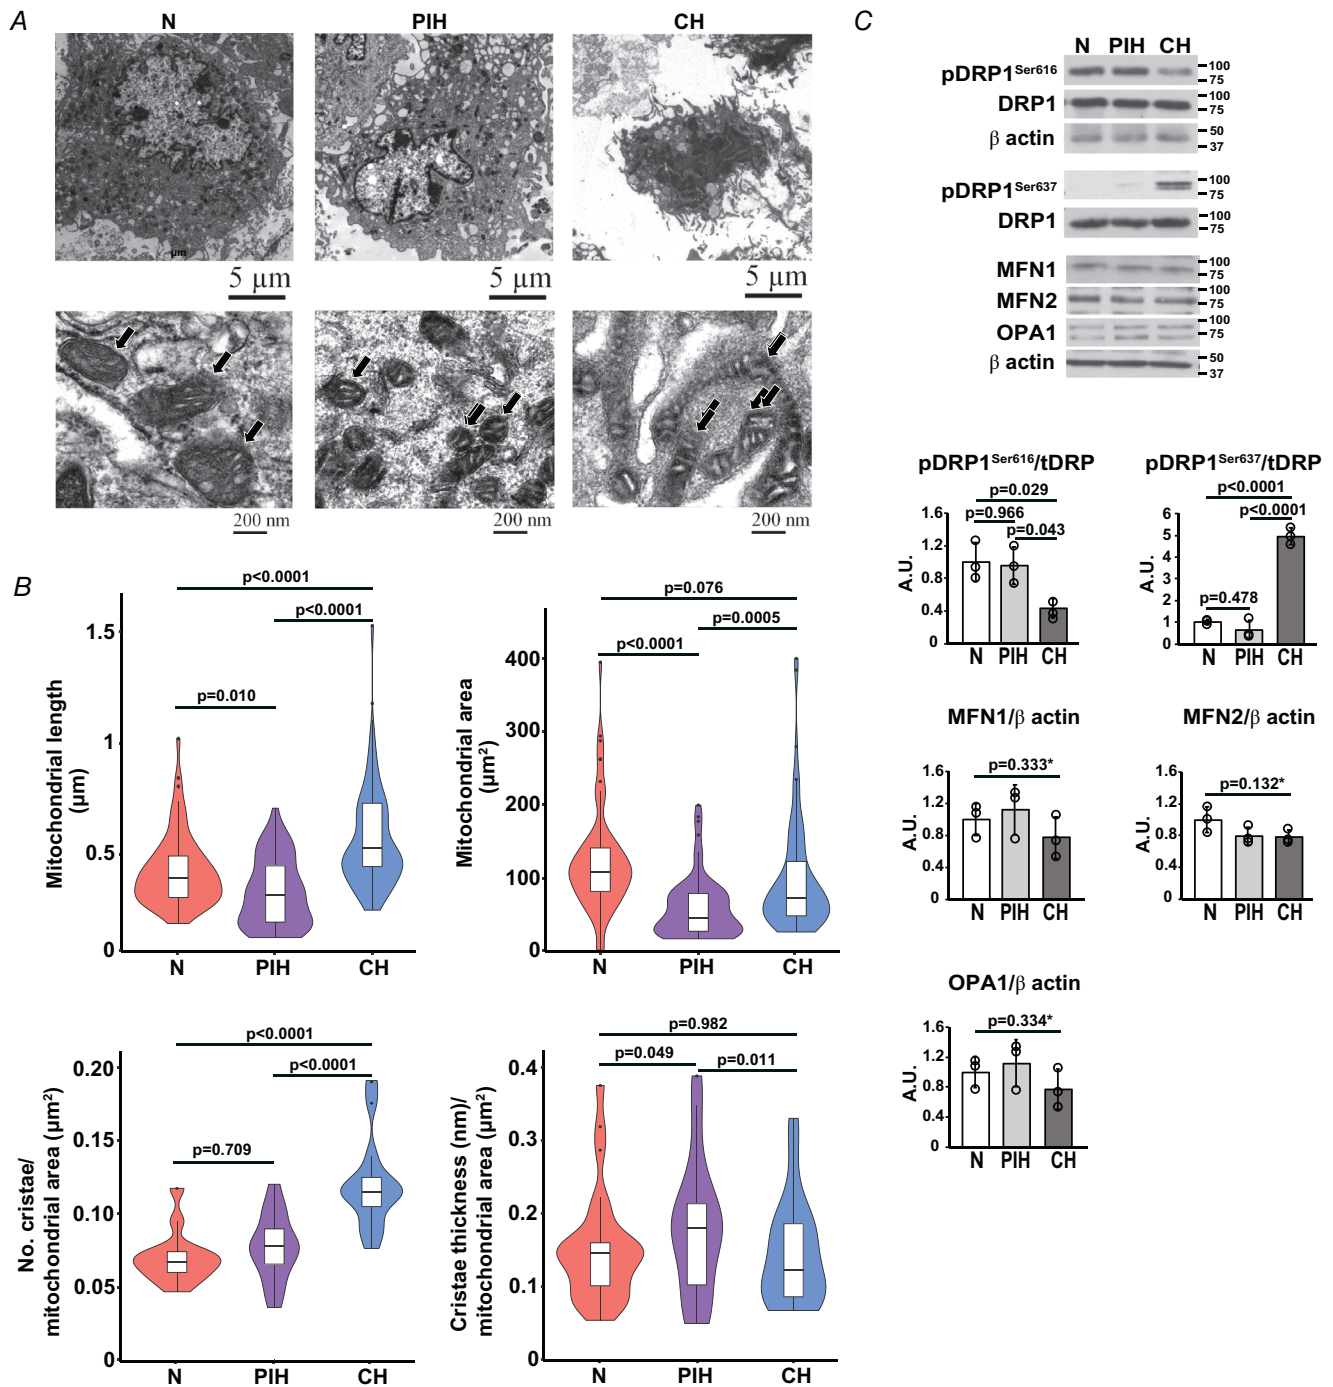 A
N PIH CH
µm
5 µm 5 µm 5 µm
200 nm 200 nm 200 nm
B
p<0.0001
p<0.0001
p=0.010
Mitochondrial length
(µm)
1.5
1
0.5
0
N PIH CH
p=0.076
p=0.0005
p<0.0001
Mitochondrial area
(µm²)
400
300
200
100
0
N PIH CH
p<0.0001
p<0.0001
p=0.709
No. cristae/
mitochondrial area (µm²)
0.20
0.15
0.10
0.05
0
N PIH CH
p=0.982
p=0.049 p=0.011
Cristae thickness (nm)/
mitochondrial area (µm²)
0.4
0.3
0.2
0.1
0
N PIH CH
C
N PIH CH
pDRP1Ser616 100
75
DRP1 100
75
β actin 50
37
pDRP1Ser637 100
75
DRP1 100
75
MFN1 100
75
MFN2 100
75
OPA1 100
75
β actin 50
37
pDRP1Ser616/tDRP
p=0.029
p=0.966
p=0.043
A.U.
1.6
1.2
0.8
0.4
0
N PIH CH
pDRP1Ser637/tDRP
p<0.0001
p<0.0001
p=0.478
A.U.
6
5
4
2
1
0
N PIH CH
MFN1/β actin
p=0.333*
A.U.
1.6
1.2
0.8
0.4
0
N PIH CH
MFN2/β actin
p=0.132*
A.U.
1.6
1.2
0.8
0.4
0
N PIH CH
OPA1/β actin
p=0.334*
A.U.
1.6
1.2
0.8
0.4
0
N PIH CH